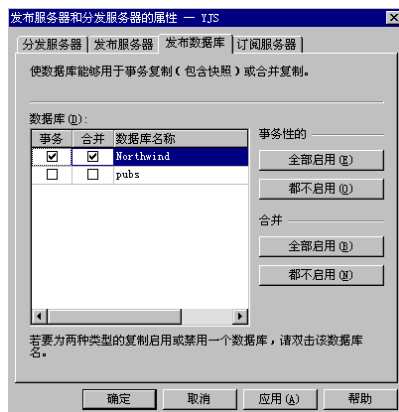 发布服务器和分发服务器的属性 — YJS
分发服务器 发布服务器 发布数据库 订阅服务器
使数据库能够用于事务复制(包含快照)或合并复制。
数据库(D):
事务 合并 数据库名称
Northwind
pubs
事务性的
全部启用(E)
都不启用(O)
合并
全部启用(B)
都不启用(N)
若要为两种类型的复制启用或禁用一个数据库，请双击该数据库
名。
确定 取消 应用(A) 帮助